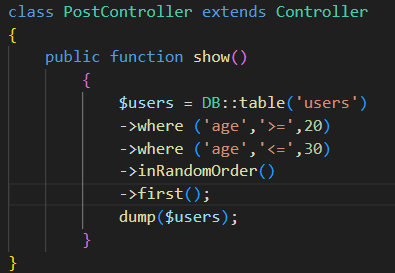 class PostController extends Controller
{
public function show()
{
$users = DB::table('users')
->where ('age','>=',20)
->where ('age','<=',30)
->inRandomOrder()
->first();
dump($users);
}
}